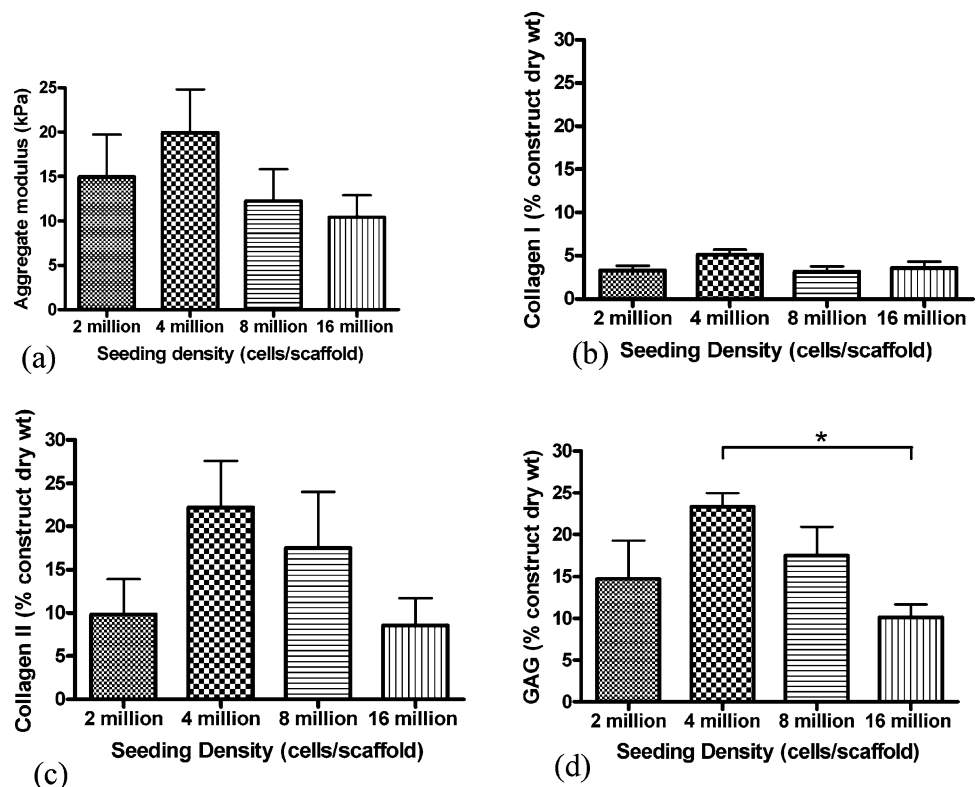 Aggregate modulus (kPa)
25
20
15
10
5
0
2 million 4 million 8 million 16 million
Seeding density (cells/scaffold)
(a)
Collagen I (% construct dry wt)
30
25
20
15
10
5
0
2 million 4 million 8 million 16 million
Seeding Density (cells/scaffold)
(b)
Collagen II (% construct dry wt)
30
25
20
15
10
5
0
2 million 4 million 8 million 16 million
Seeding Density (cells/scaffold)
(c)
GAG (% construct dry wt)
30
25
20
15
10
5
0
*
2 million 4 million 8 million 16 million
Seeding Density (cells/scaffold)
(d)